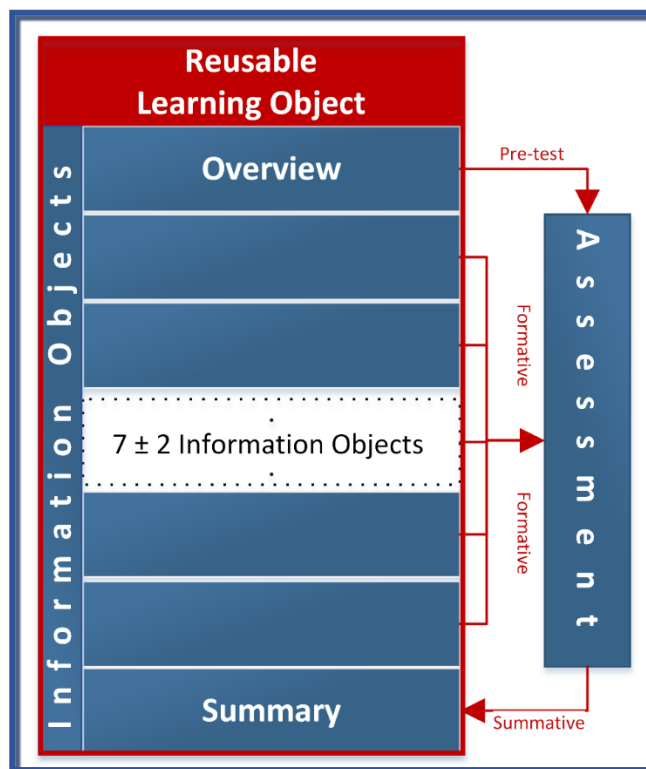 Reusable
Learning Object
Information Objects
Overview
Pre-test
Assessment
Formative
7 ± 2 Information Objects
Formative
Summary
Summative